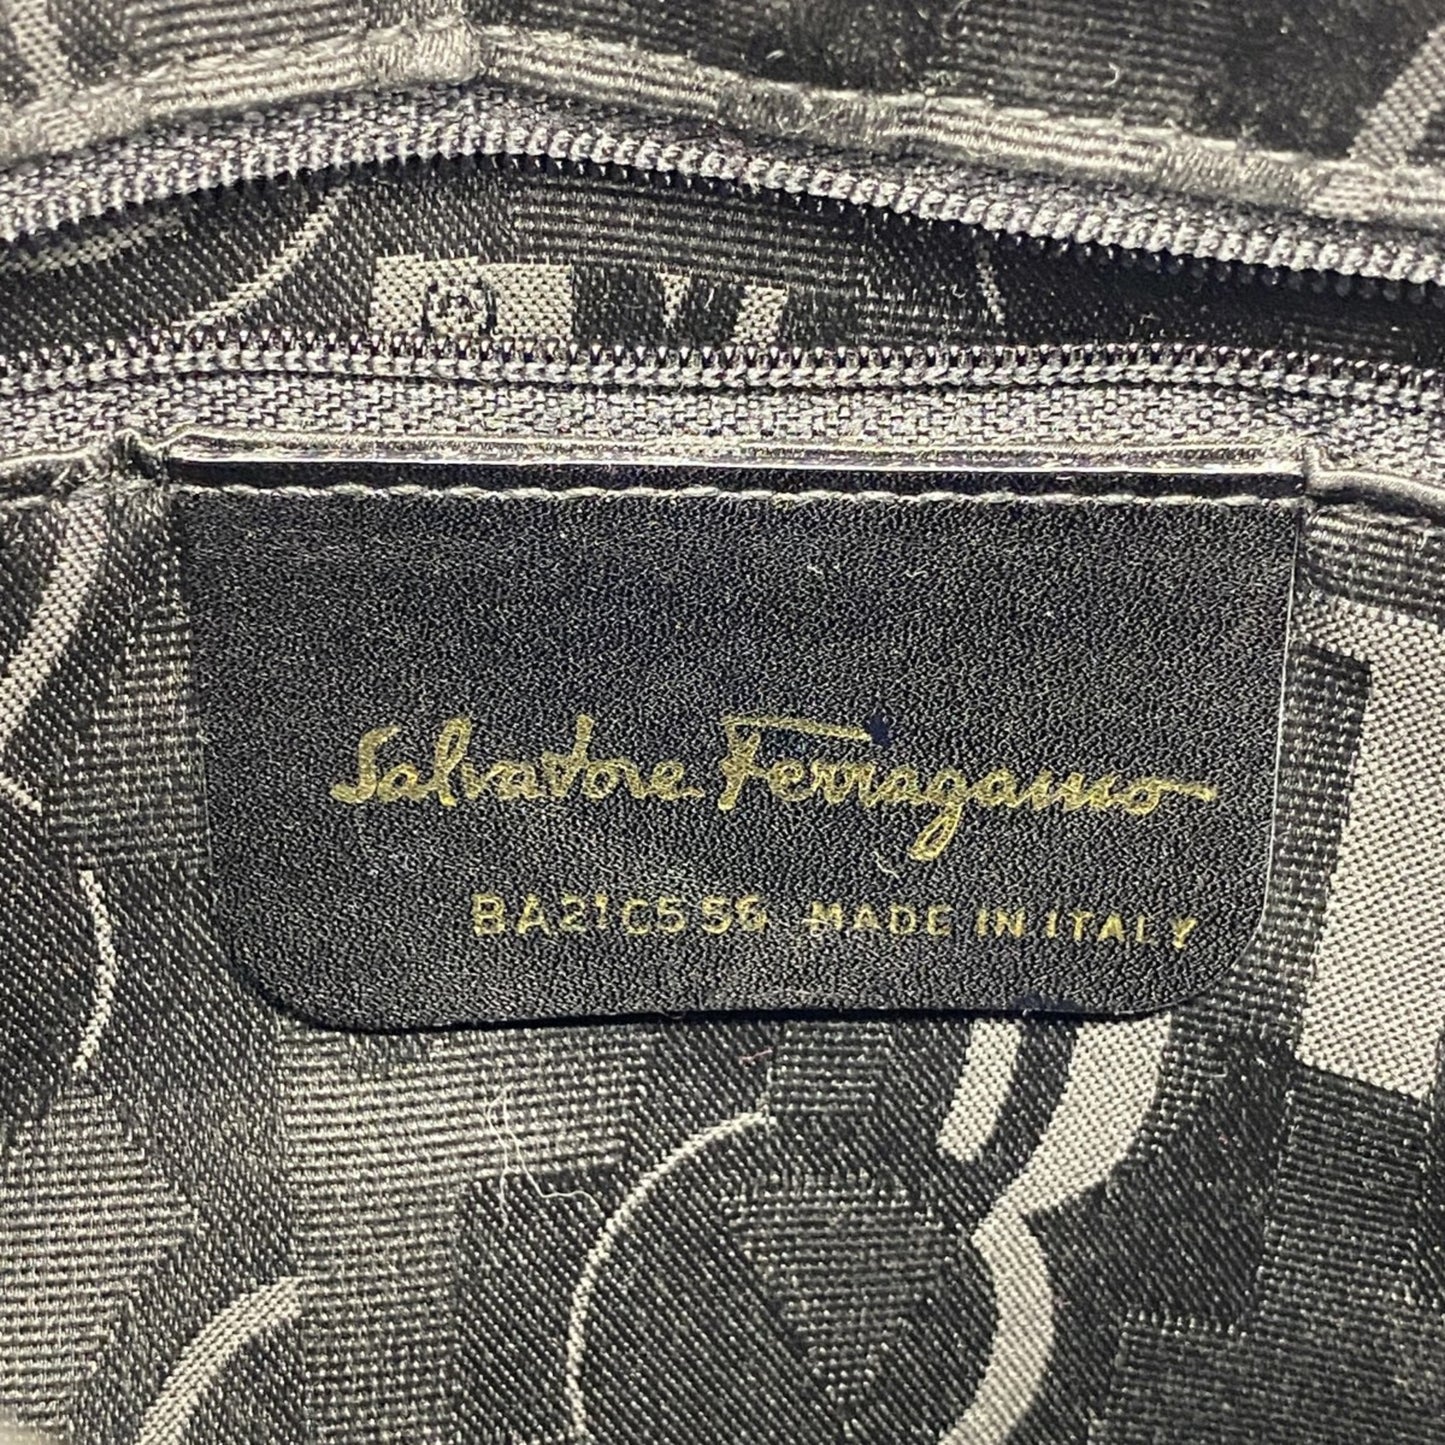 Salvatore Ferragamo
BA21C556 MADE IN ITALY